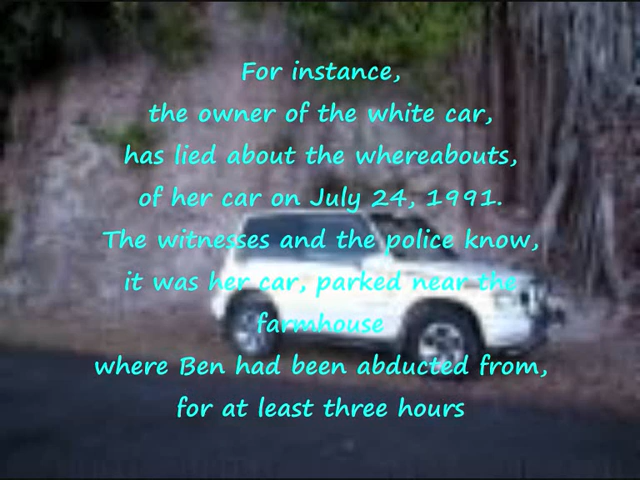 For instance,
the owner of the white car,
has lied about the whereabouts,
of her car on July 24, 1991.
The witnesses and the police know,
it was her car, parked near the
farmhouse
where Ben had been abducted from,
for at least three hours